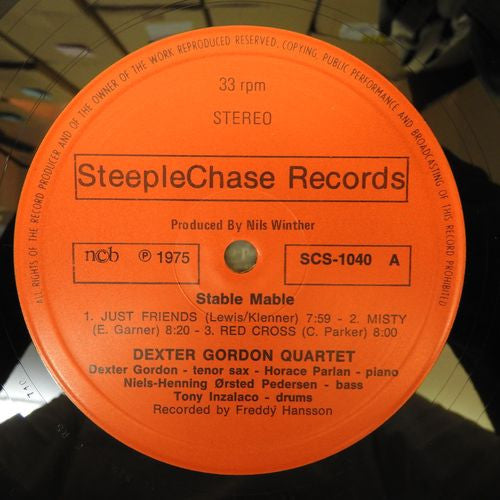 ALL RIGHTS OF THE RECORD PRODUCER AND OF THE OWNER OF THE WORK REPRODUCED RESERVED. COPYING, PUBLIC PERFORMANCE AND BROADCASTING OF THIS RECORD PROHIBITED
33 rpm
STEREO
SteepleChase Records
Produced By Nils Winther
n©b ℗ 1975 SCS-1040 A
Stable Mable
1. JUST FRIENDS (Lewis/Klenner) 7:59 - 2. MISTY
(E. Garner) 8:20 - 3. RED CROSS (C. Parker) 8:00
DEXTER GORDON QUARTET
Dexter Gordon - tenor sax - Horace Parlan - piano
Niels-Henning Ørsted Pedersen - bass
Tony Inzalaco - drums
Recorded by Freddy Hansson